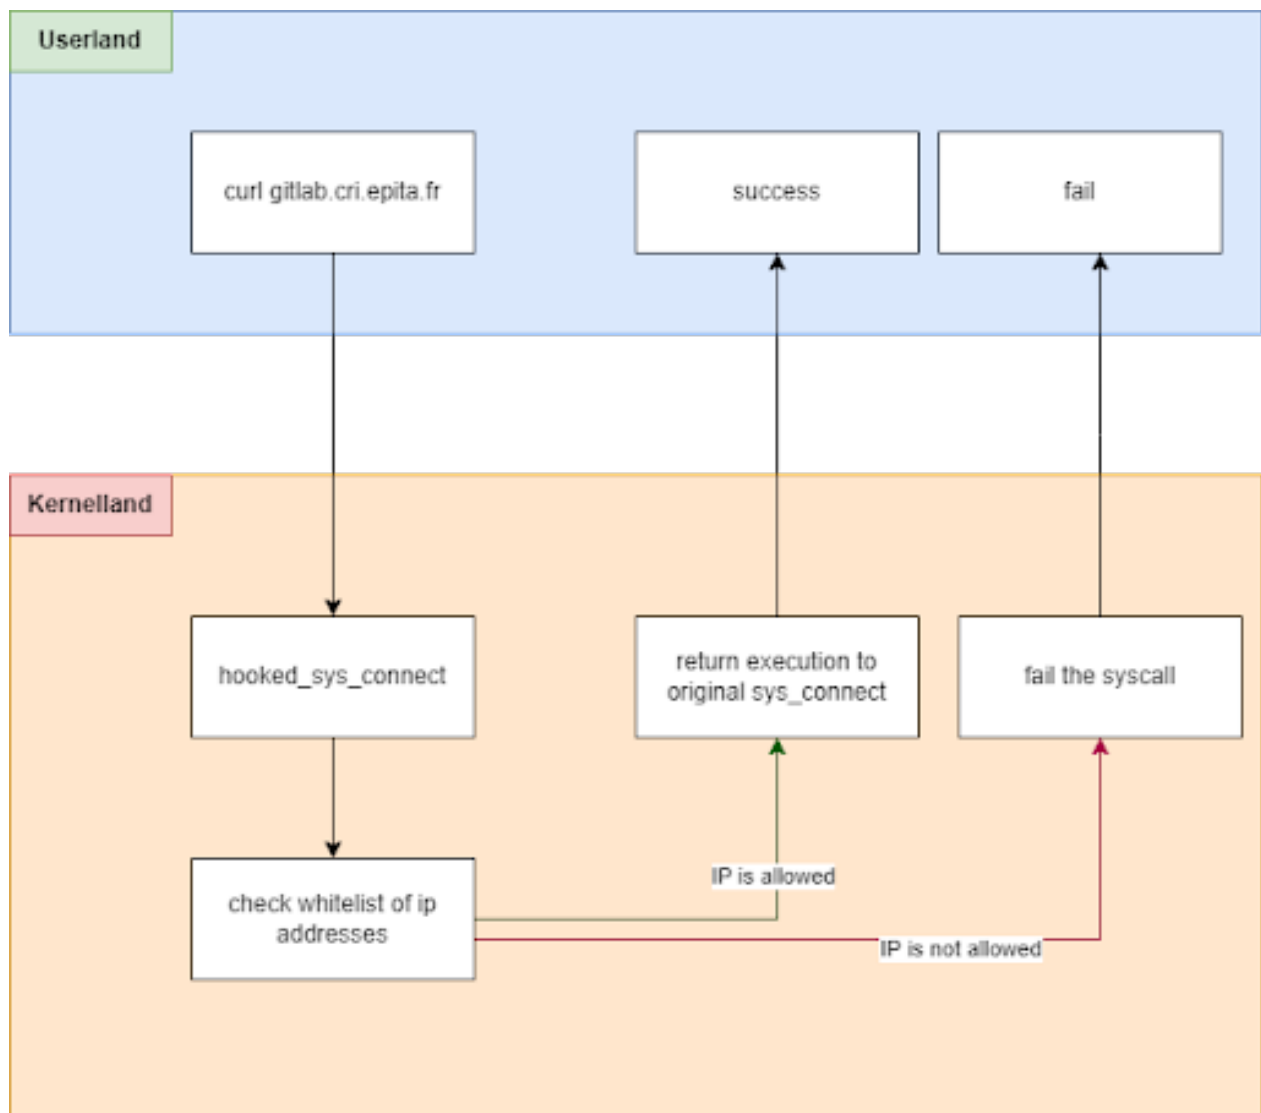 Userland
curl gitlab.cri.epita.fr
success
fail
Kernelland
hooked_sys_connect
return execution to
original sys_connect
fail the syscall
check whitelist of ip
addresses
IP is allowed
IP is not allowed